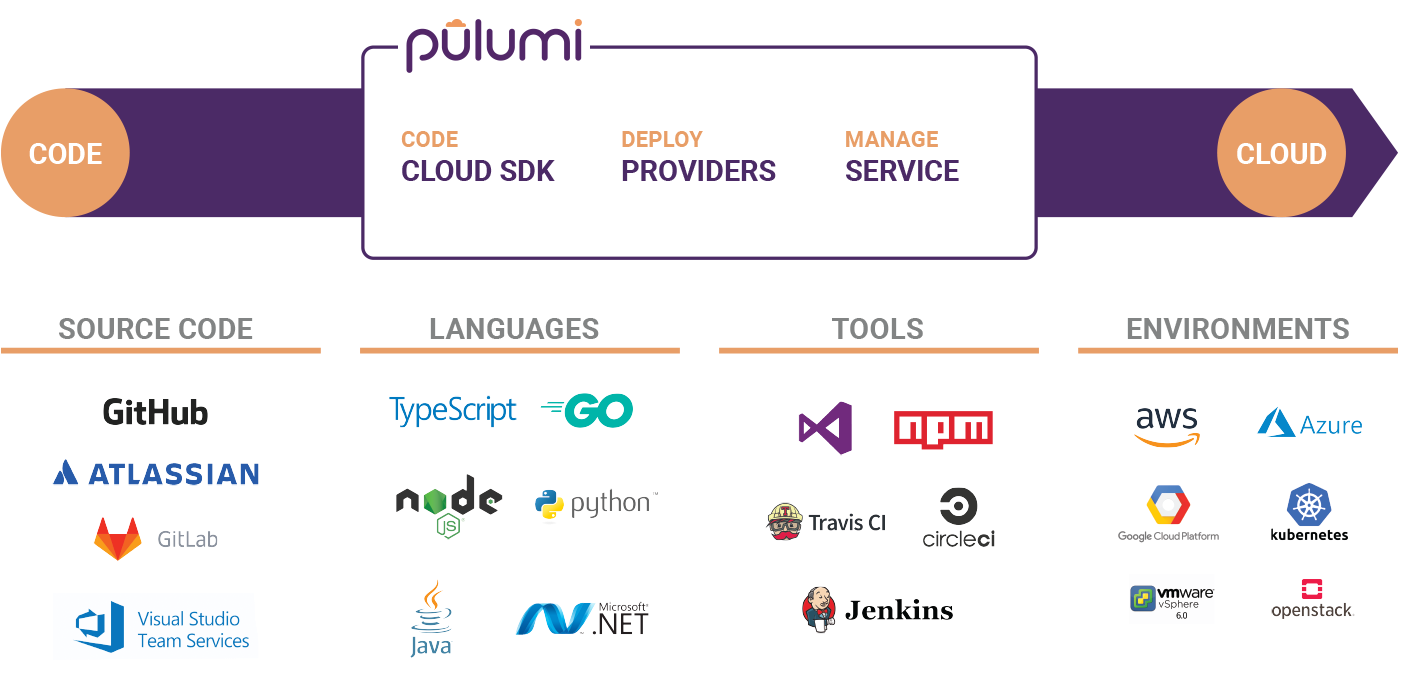 pulumi
CODE
CODE
CLOUD SDK
DEPLOY
PROVIDERS
MANAGE
SERVICE
CLOUD
SOURCE CODE
GitHub
ATLASSIAN
GitLab
Visual Studio
Team Services
LANGUAGES
TypeScript
GO
node
JS
python™
Java
Microsoft®
.NET
TOOLS
npm
T
Travis CI
circleci
Jenkins
ENVIRONMENTS
aws
Azure
Google Cloud Platform
kubernetes
vmware®
vSphere
6.0
openstack.